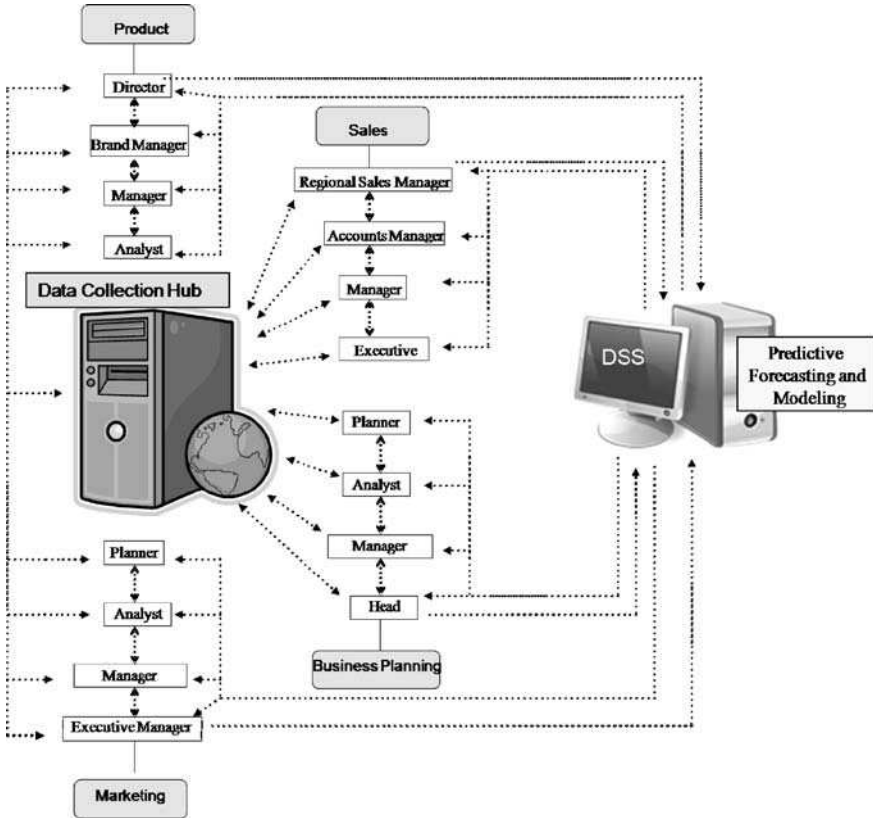 Product
Director
Brand Manager
Manager
Analyst
Sales
Regional Sales Manager
Accounts Manager
Manager
Executive
Data Collection Hub
DSS
Predictive
Forecasting and
Modeling
Planner
Analyst
Manager
Head
Business Planning
Planner
Analyst
Manager
Executive Manager
Marketing